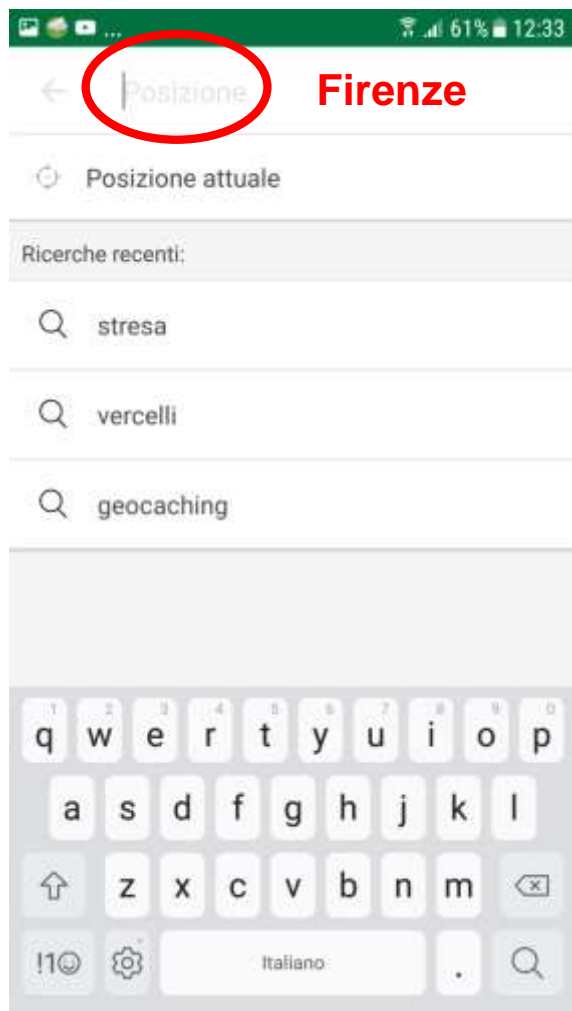 ... 61% 12:33
Posizione Firenze
Posizione attuale
Ricerche recenti:
stresa
vercelli
geocaching
1 2 3 4 5 6 7 8 9 0
q w e r t y u i o p
a s d f g h j k l
z x c v b n m
!1☺ Italiano .